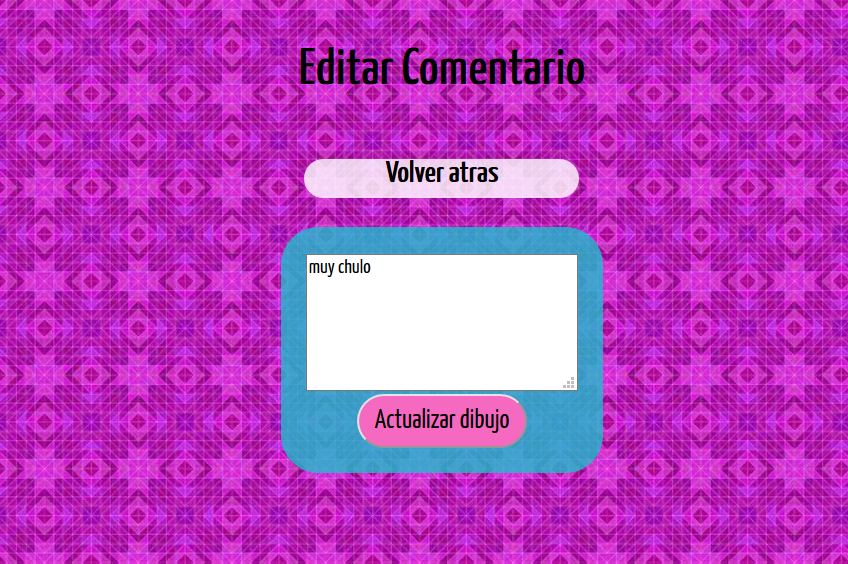 Editar Comentario
Volver atras
muy chulo
Actualizar dibujo